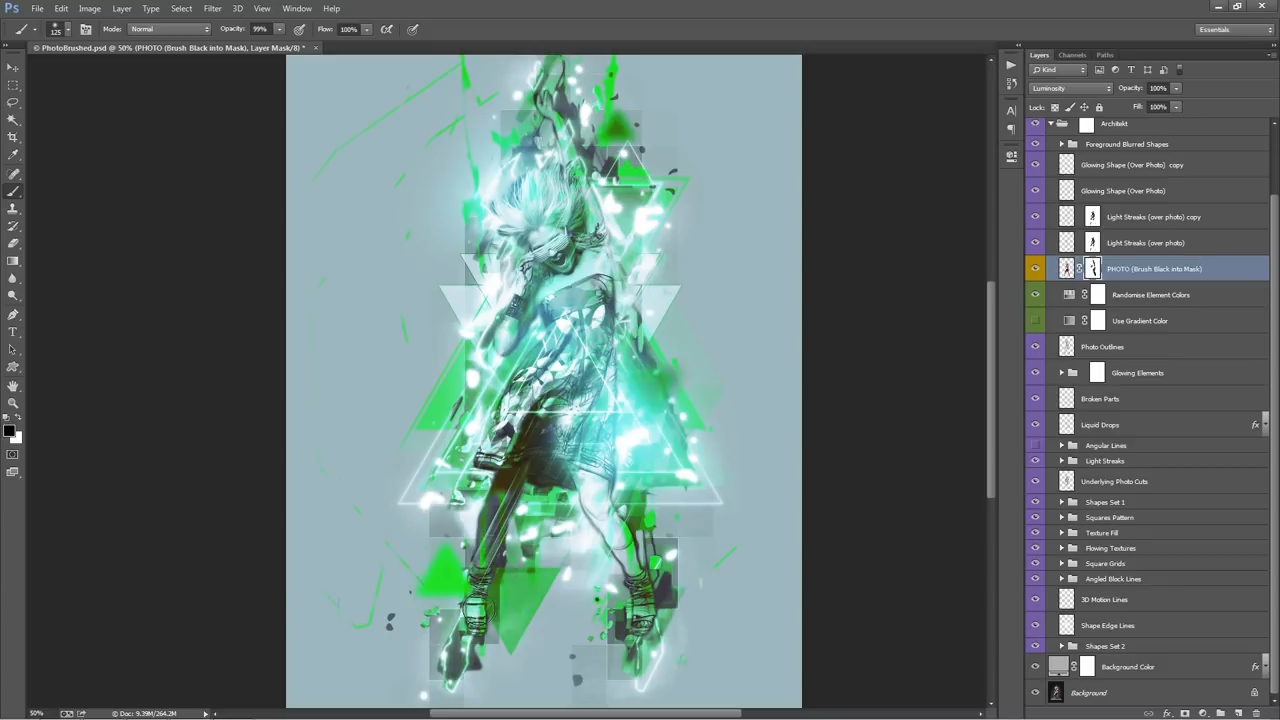 Ps File Edit Image Layer Type Select Filter 3D View Window Help
125 Mode: Normal Opacity: 99% Flow: 100% Essentials
© PhotoBrushed.psd @ 50% (PHOTO (Brush Black into Mask), Layer Mask/8) * ×
Layers Channels Paths
Kind
Luminosity Opacity: 100%
Lock: Fill: 100%
Architekt
Foreground Blurred Shapes
Glowing Shape (Over Photo) copy
Glowing Shape (Over Photo)
Light Streaks (over photo) copy
Light Streaks (over photo)
PHOTO (Brush Black into Mask)
Randomise Element Colors
Use Gradient Color
Photo Outlines
Glowing Elements
Broken Parts
Liquid Drops fx
Angular Lines
Light Streaks
Underlying Photo Cuts
Shapes Set 1
Squares Pattern
Texture Fill
Flowing Textures
Square Grids
Angled Block Lines
3D Motion Lines
Shape Edge Lines
Shapes Set 2
Background Color fx
Background
50% Doc: 9.39M/264.2M